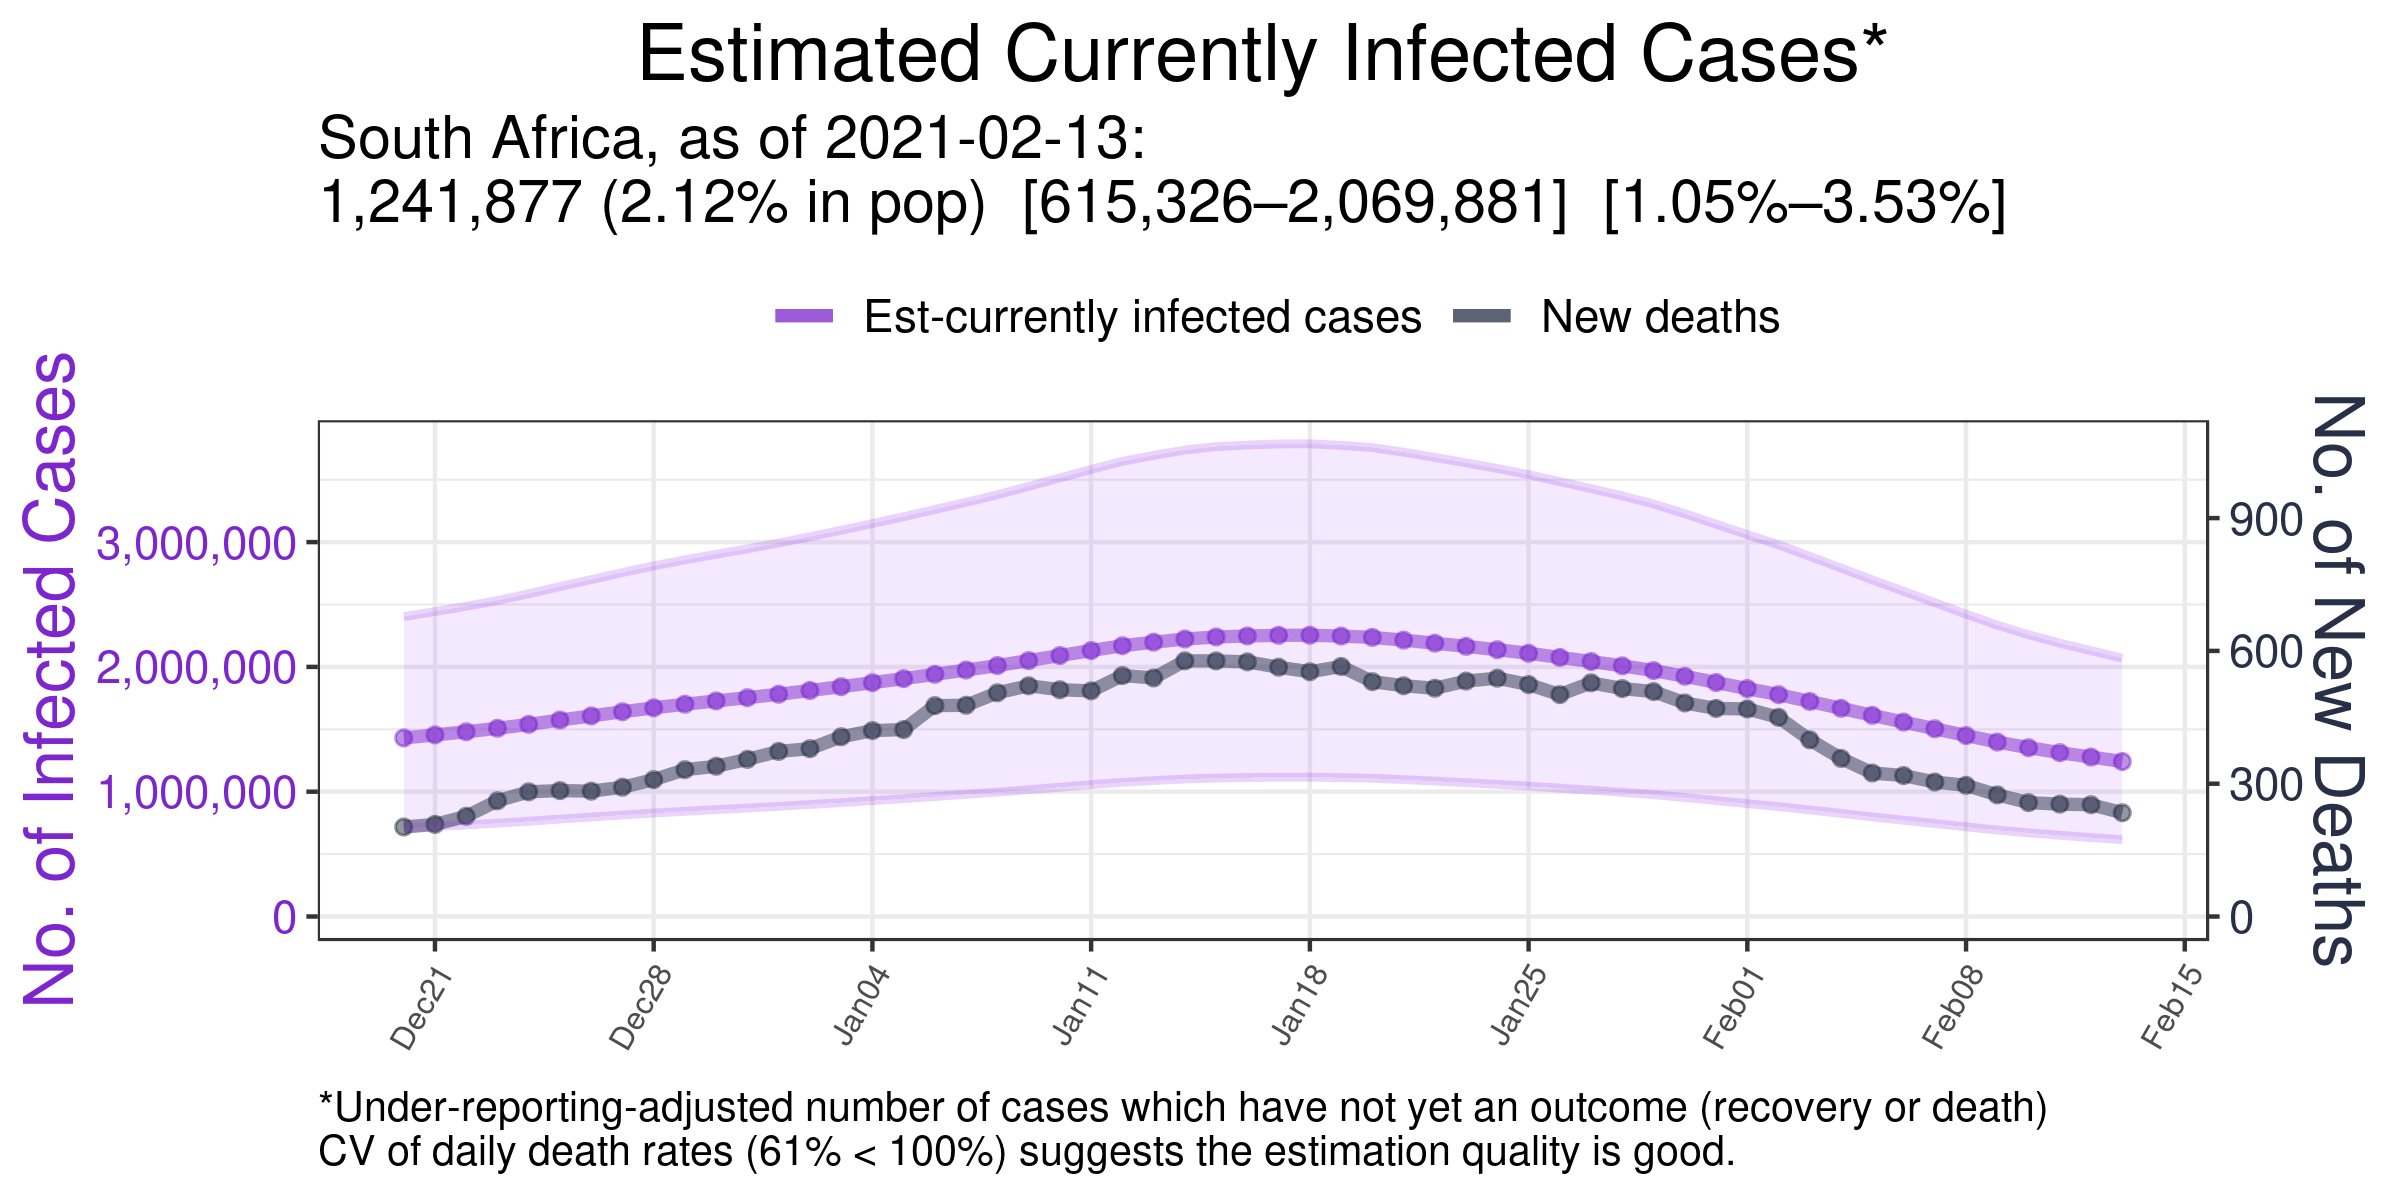 Estimated Currently Infected Cases*
South Africa, as of 2021-02-13:
1,241,877 (2.12% in pop)  [615,326–2,069,881]  [1.05%–3.53%]
Est-currently infected cases
New deaths
No. of Infected Cases
3,000,000
2,000,000
1,000,000
0
900
600
300
0
No. of New Deaths
Dec21
Dec28
Jan04
Jan11
Jan18
Jan25
Feb01
Feb08
Feb15
*Under-reporting-adjusted number of cases which have not yet an outcome (recovery or death)
CV of daily death rates (61% < 100%) suggests the estimation quality is good.